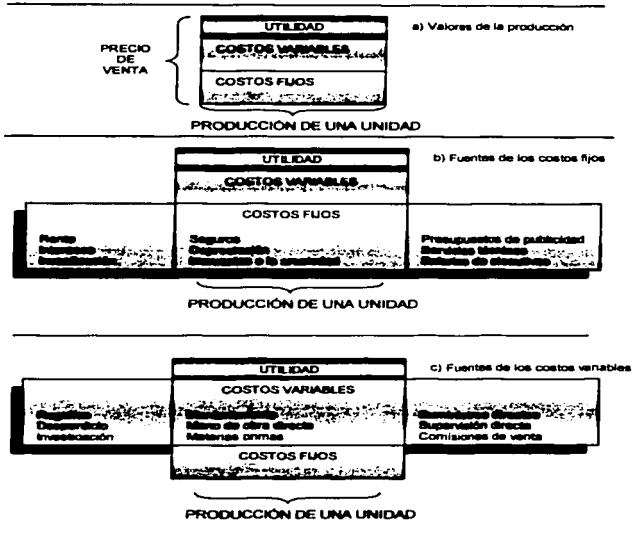 UTILIDAD
a) Valores de la producción
PRECIO
DE
VENTA
COSTOS VARIABLES
COSTOS FIJOS
PRODUCCIÓN DE UNA UNIDAD
UTILIDAD
b) Fuentes de los costos fijos
COSTOS VARIABLES
COSTOS FIJOS
Renta Seguros Presupuestos de publicidad
Intereses Depreciación Servicios técnicos
PRODUCCIÓN DE UNA UNIDAD
UTILIDAD
c) Fuentes de los costos variables
COSTOS VARIABLES
Regalías
Desperdicio Mano de obra directa Supervisión directa
Investigación Materias primas Comisiones de venta
COSTOS FIJOS
PRODUCCIÓN DE UNA UNIDAD